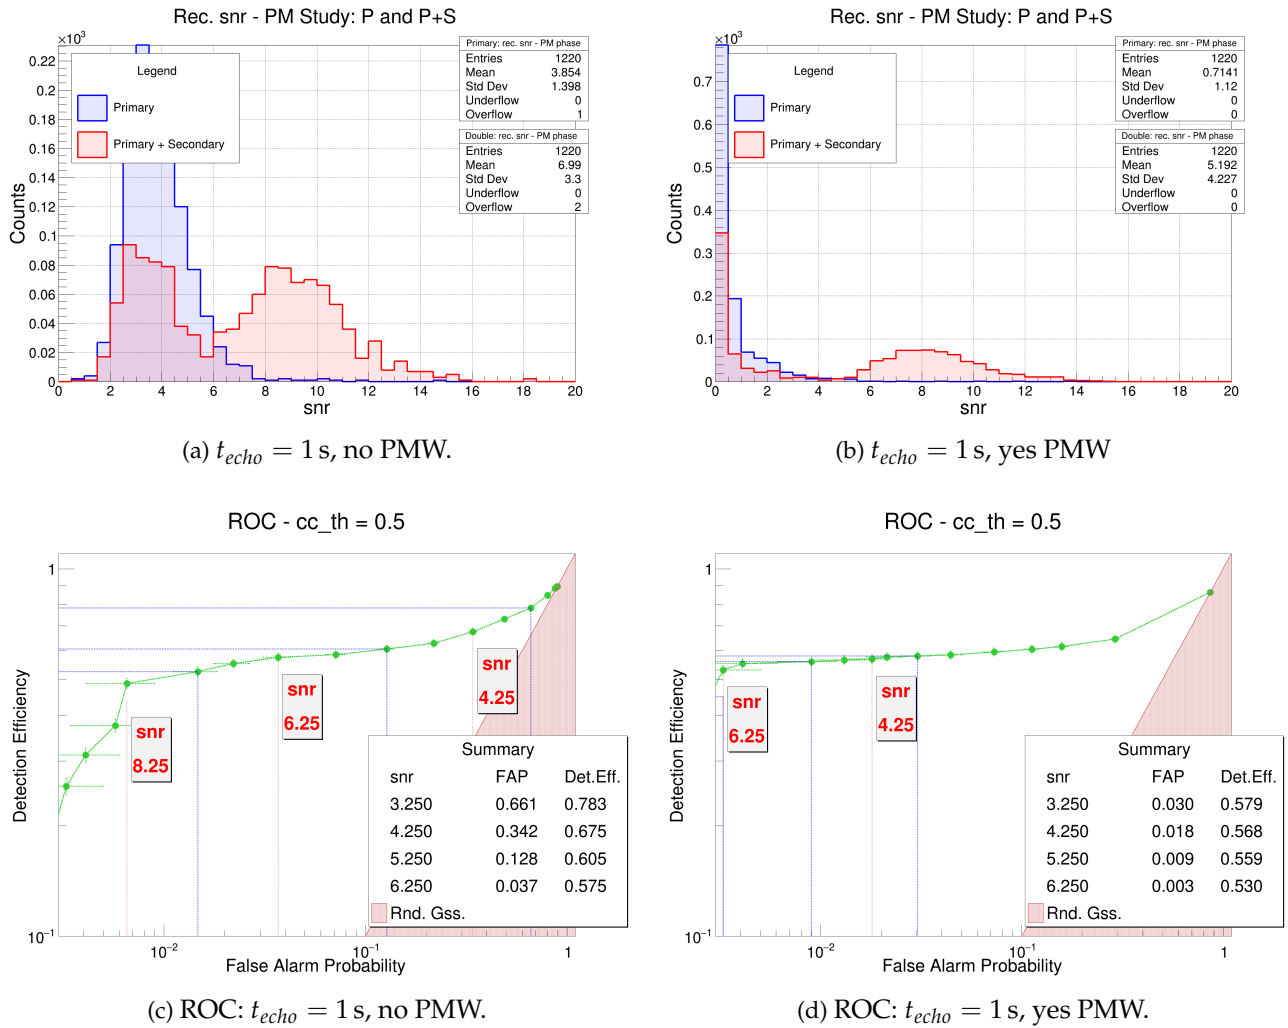 Rec. snr - PM Study: P and P+S
×10³
Counts
0.22
0.2
0.16
0.14
0.12
0.1
0.08
0.06
0.04
0.02
0
0 2 4 6 8 10 12 14 16 18 20
snr
Legend
Primary
Primary + Secondary
Primary: rec. snr - PM phase
Entries 1220
Mean 3.854
Std Dev 1.398
Underflow 0
Overflow 1
Double: rec. snr - PM phase
Entries 1220
Mean 6.99
Std Dev 3.3
Underflow 0
Overflow 2
(a) t_echo = 1 s, no PMW.
Rec. snr - PM Study: P and P+S
×10³
Counts
0.7
0.6
0.5
0.4
0.3
0.2
0.1
0
0 2 4 6 8 10 12 14 16 18 20
snr
Legend
Primary
Primary + Secondary
Primary: rec. snr - PM phase
Entries 1220
Mean 0.7141
Std Dev 1.12
Underflow 0
Overflow 0
Double: rec. snr - PM phase
Entries 1220
Mean 5.192
Std Dev 4.227
Underflow 0
Overflow 0
(b) t_echo = 1 s, yes PMW
ROC - cc_th = 0.5
Detection Efficiency
1
10⁻¹
10⁻² 10⁻¹ 1
False Alarm Probability
snr
8.25
snr
6.25
snr
4.25
Summary
snr FAP Det.Eff.
3.250 0.661 0.783
4.250 0.342 0.675
5.250 0.128 0.605
6.250 0.037 0.575
Rnd. Gss.
(c) ROC: t_echo = 1 s, no PMW.
ROC - cc_th = 0.5
Detection Efficiency
1
10⁻¹
10⁻² 10⁻¹ 1
False Alarm Probability
snr
6.25
snr
4.25
Summary
snr FAP Det.Eff.
3.250 0.030 0.579
4.250 0.018 0.568
5.250 0.009 0.559
6.250 0.003 0.530
Rnd. Gss.
(d) ROC: t_echo = 1 s, yes PMW.